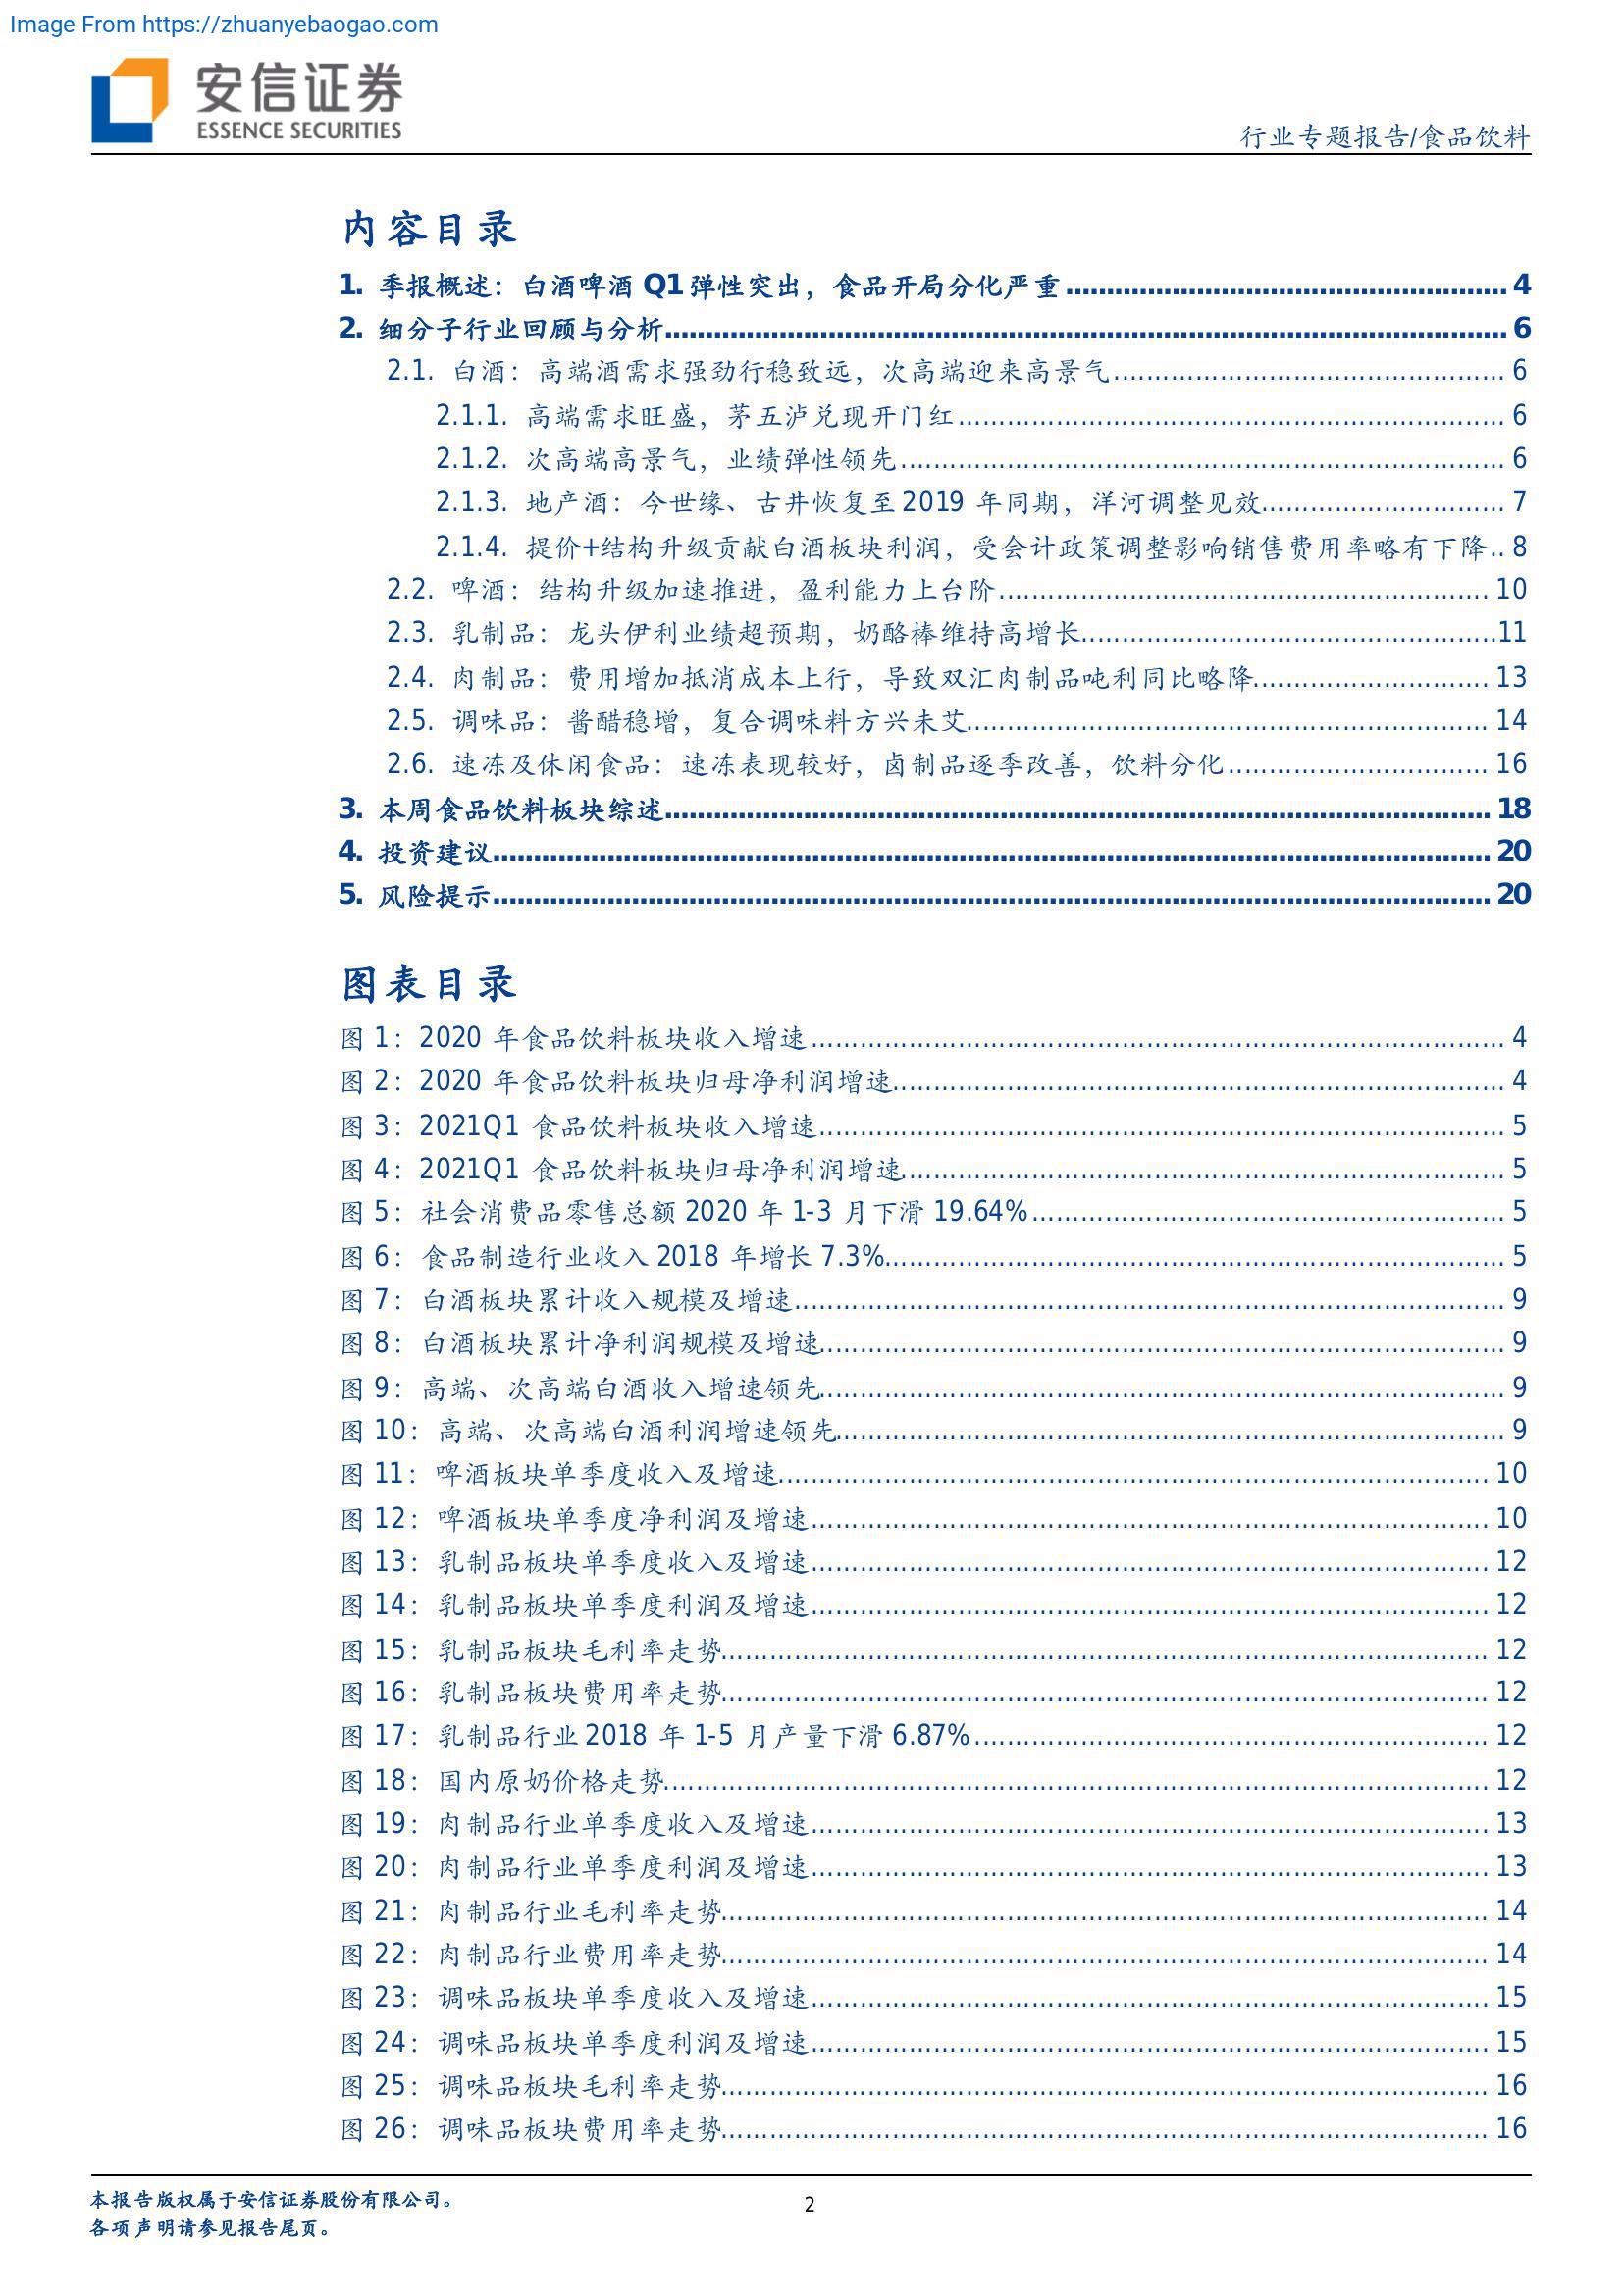 Image From https://zhuanyebaogao.com
安信证券
ESSENCE SECURITIES
行业专题报告/食品饮料
内容目录
1. 季报概述：白酒啤酒 Q1 弹性突出，食品开局分化严重 4
2. 细分子行业回顾与分析 6
2.1. 白酒：高端酒需求强劲行稳致远，次高端迎来高景气 6
2.1.1. 高端需求旺盛，茅五泸兑现开门红 6
2.1.2. 次高端高景气，业绩弹性领先 6
2.1.3. 地产酒：今世缘、古井恢复至 2019 年同期，洋河调整见效 7
2.1.4. 提价+结构升级贡献白酒板块利润，受会计政策调整影响销售费用率略有下降 8
2.2. 啤酒：结构升级加速推进，盈利能力上台阶 10
2.3. 乳制品：龙头伊利业绩超预期，奶酪棒维持高增长 11
2.4. 肉制品：费用增加抵消成本上行，导致双汇肉制品吨利同比略降 13
2.5. 调味品：酱醋稳增，复合调味料方兴未艾 14
2.6. 速冻及休闲食品：速冻表现较好，卤制品逐季改善，饮料分化 16
3. 本周食品饮料板块综述 18
4. 投资建议 20
5. 风险提示 20
图表目录
图 1：2020 年食品饮料板块收入增速 4
图 2：2020 年食品饮料板块归母净利润增速 4
图 3：2021Q1 食品饮料板块收入增速 5
图 4：2021Q1 食品饮料板块归母净利润增速 5
图 5：社会消费品零售总额 2020 年 1-3 月下滑 19.64% 5
图 6：食品制造行业收入 2018 年增长 7.3% 5
图 7：白酒板块累计收入规模及增速 9
图 8：白酒板块累计净利润规模及增速 9
图 9：高端、次高端白酒收入增速领先 9
图 10：高端、次高端白酒利润增速领先 9
图 11：啤酒板块单季度收入及增速 10
图 12：啤酒板块单季度净利润及增速 10
图 13：乳制品板块单季度收入及增速 12
图 14：乳制品板块单季度利润及增速 12
图 15：乳制品板块毛利率走势 12
图 16：乳制品板块费用率走势 12
图 17：乳制品行业 2018 年 1-5 月产量下滑 6.87% 12
图 18：国内原奶价格走势 12
图 19：肉制品行业单季度收入及增速 13
图 20：肉制品行业单季度利润及增速 13
图 21：肉制品行业毛利率走势 14
图 22：肉制品行业费用率走势 14
图 23：调味品板块单季度收入及增速 15
图 24：调味品板块单季度利润及增速 15
图 25：调味品板块毛利率走势 16
图 26：调味品板块费用率走势 16
本报告版权属于安信证券股份有限公司。
各项声明请参见报告尾页。
2